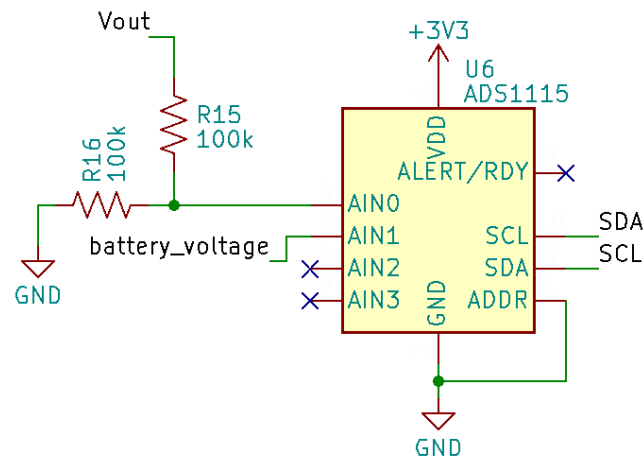 Vout
+3V3
U6
ADS1115
R15
100k
R16
100k
VDD
ALERT/RDY
AIN0
battery_voltage
AIN1
SCL
SDA
AIN2
SDA
SCL
AIN3
GND
ADDR
GND
GND